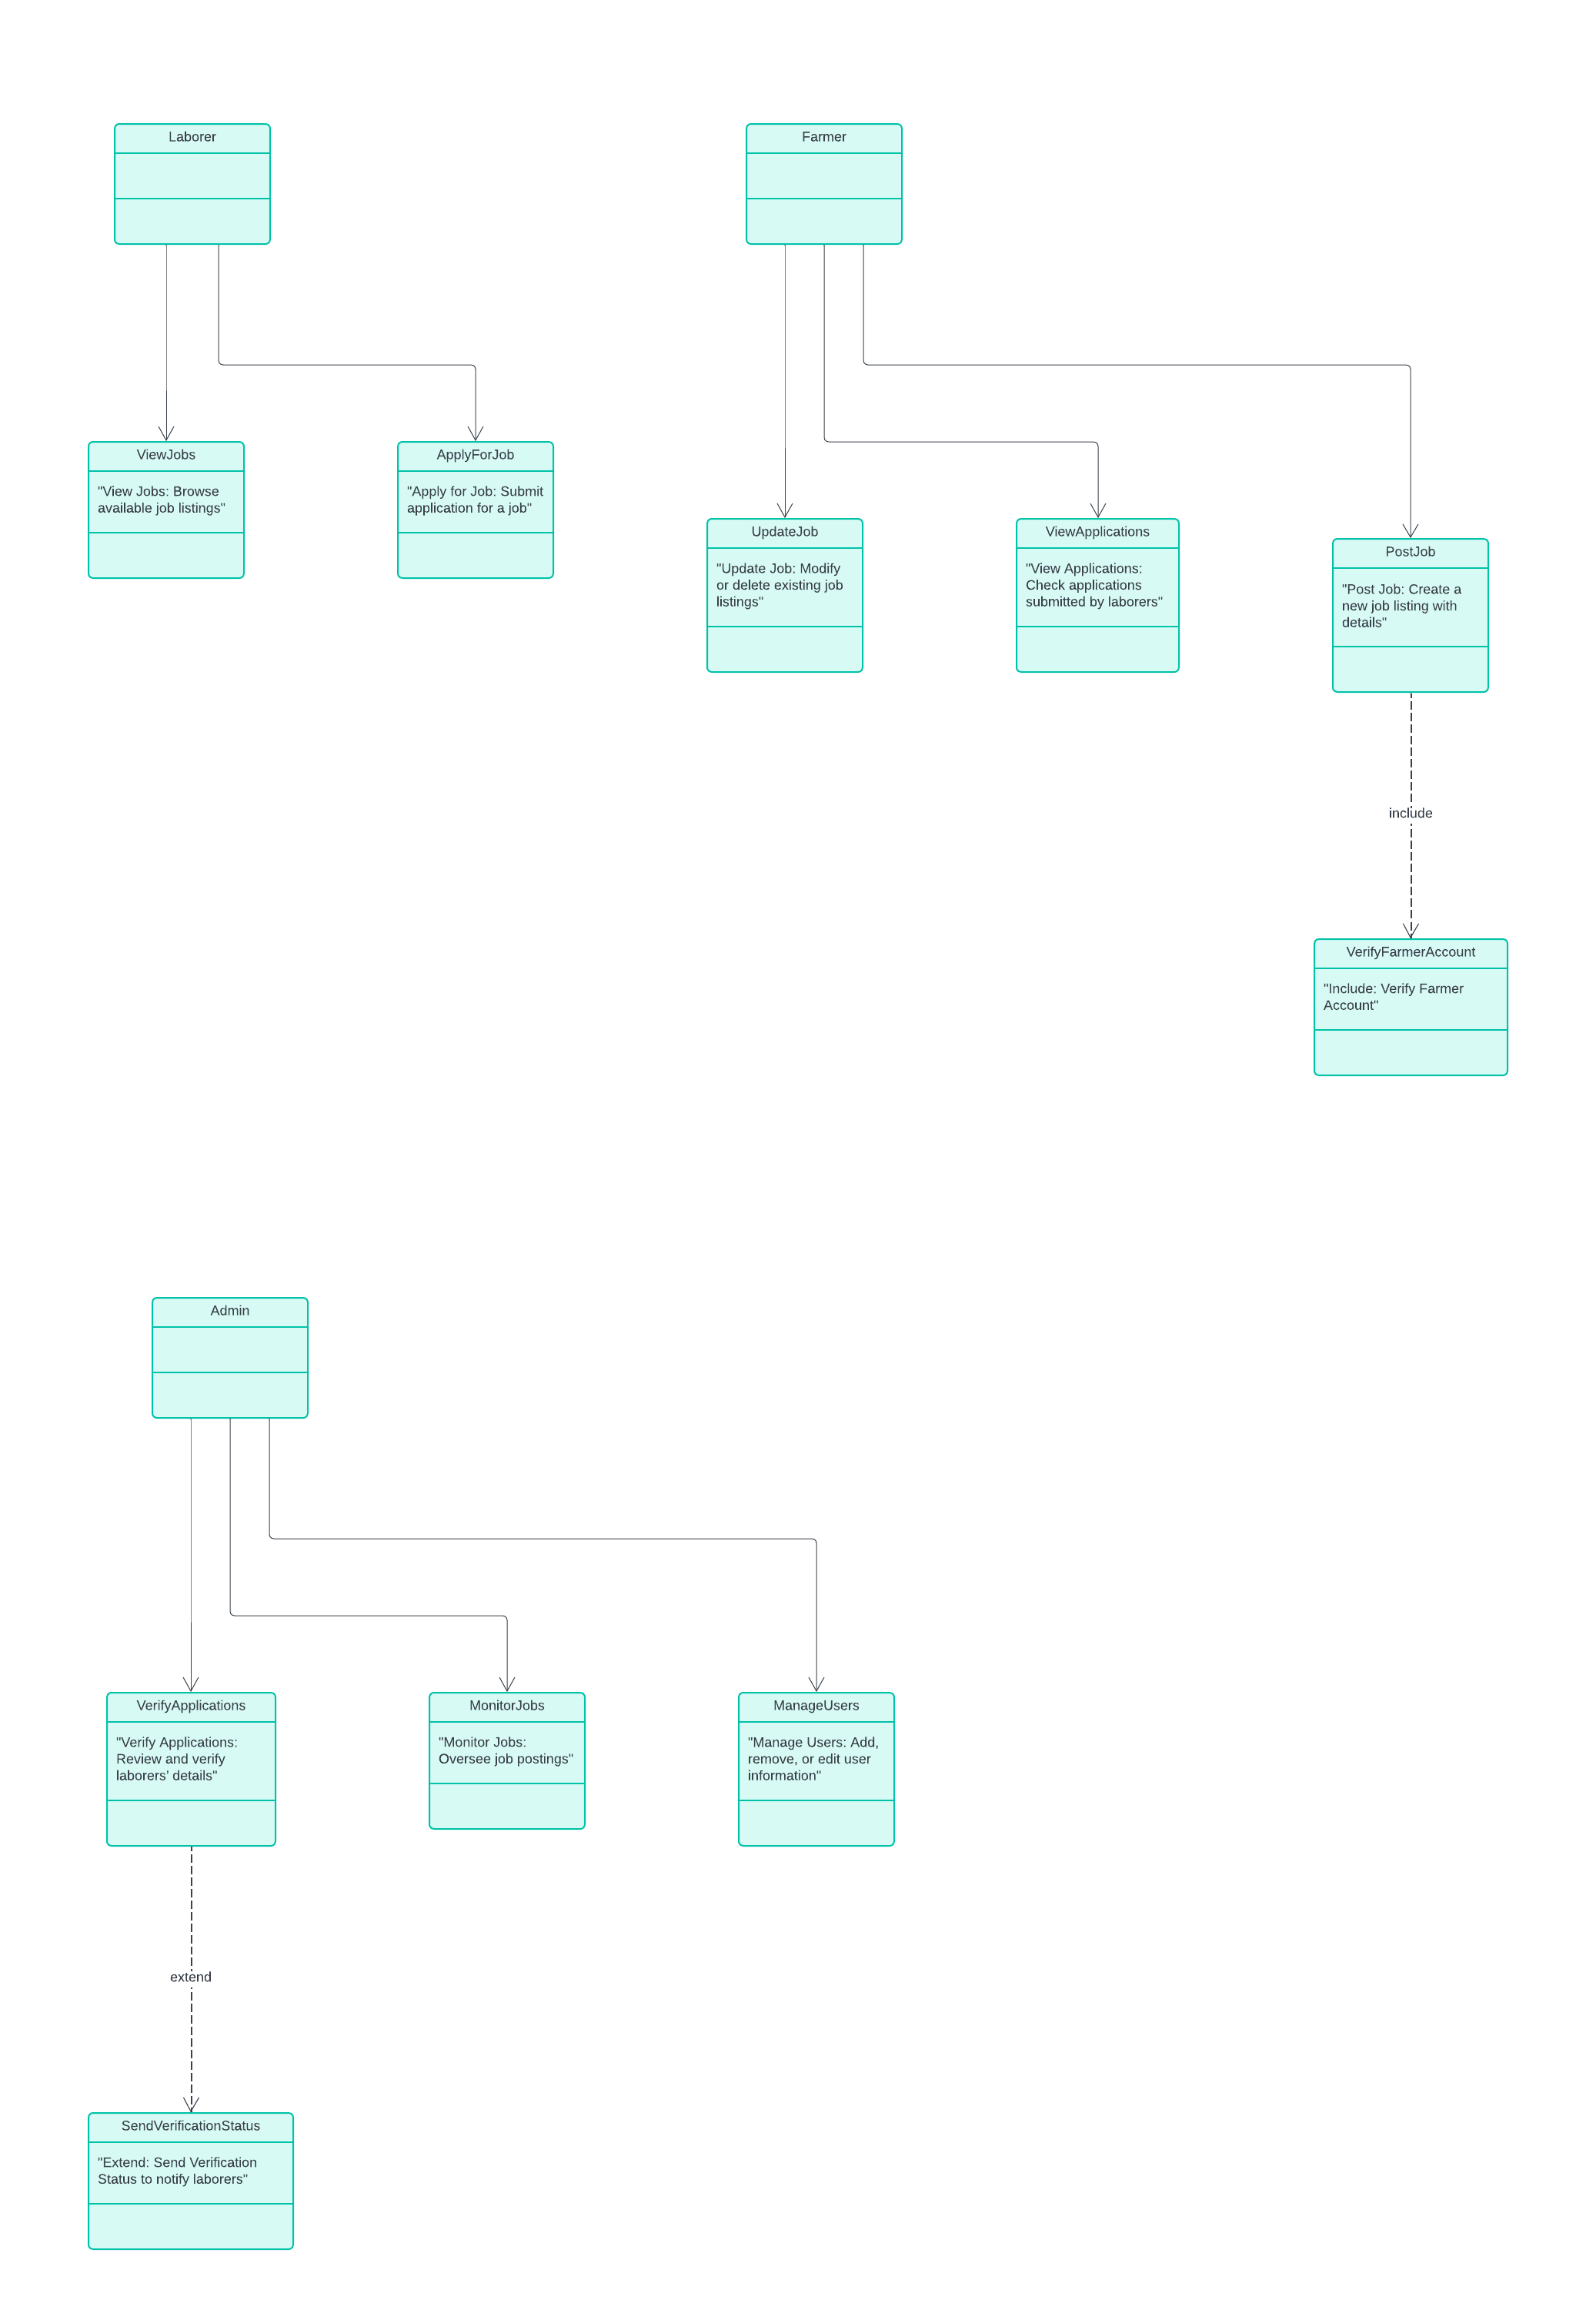 Laborer
Farmer
ViewJobs
"View Jobs: Browse
available job listings"
ApplyForJob
"Apply for Job: Submit
application for a job"
UpdateJob
"Update Job: Modify
or delete existing job
listings"
ViewApplications
"View Applications:
Check applications
submitted by laborers"
PostJob
"Post Job: Create a
new job listing with
details"
include
VerifyFarmerAccount
"Include: Verify Farmer
Account"
Admin
VerifyApplications
"Verify Applications:
Review and verify
laborers' details"
MonitorJobs
"Monitor Jobs:
Oversee job postings"
ManageUsers
"Manage Users: Add,
remove, or edit user
information"
extend
SendVerificationStatus
"Extend: Send Verification
Status to notify laborers"